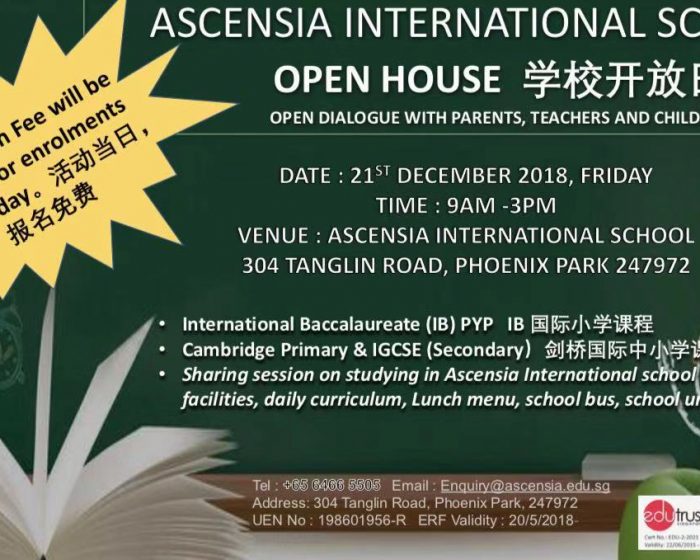 ASCENSIA INTERNATIONAL SC
OPEN HOUSE 学校开放日
OPEN DIALOGUE WITH PARENTS, TEACHERS AND CHILD
n Fee will be
or enrolments
day。活动当日，
报名免费
DATE : 21ST DECEMBER 2018, FRIDAY
TIME : 9AM -3PM
VENUE : ASCENSIA INTERNATIONAL SCHOOL
304 TANGLIN ROAD, PHOENIX PARK 247972
• International Baccalaureate (IB) PYP IB 国际小学课程
• Cambridge Primary & IGCSE (Secondary）剑桥国际中小学课
• Sharing session on studying in Ascensia International school
facilities, daily curriculum, Lunch menu, school bus, school un
Tel : +65 6466 5505 Email : Enquiry@ascensia.edu.sg
Address: 304 Tanglin Road, Phoenix Park, 247972
UEN No : 198601956-R ERF Validity : 20/5/2018-
edutrus